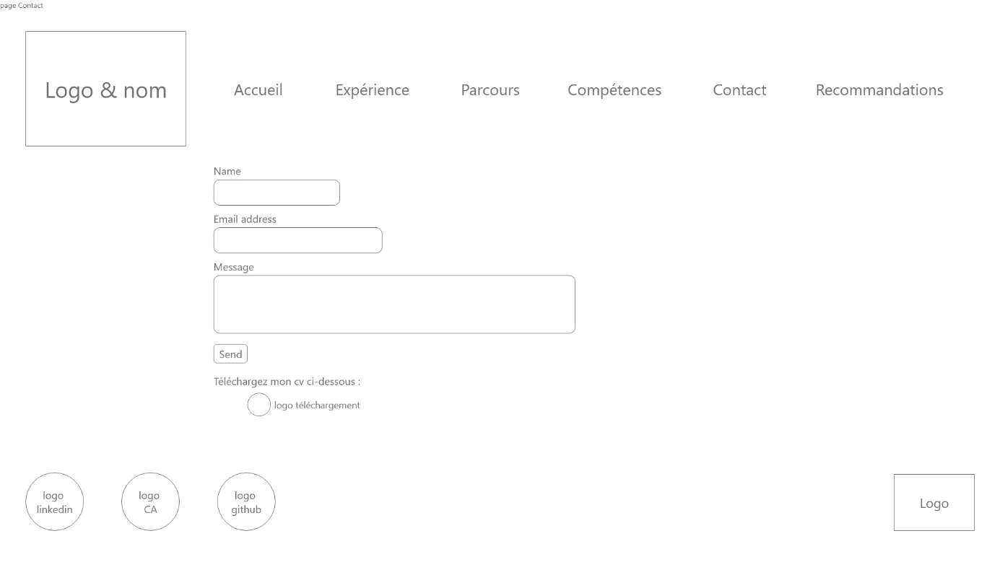 page Contact
Logo & nom
Accueil
Expérience
Parcours
Compétences
Contact
Recommandations
Name
Email address
Message
Send
Téléchargez mon cv ci-dessous :
logo téléchargement
logo
linkedin
logo
CA
logo
github
Logo